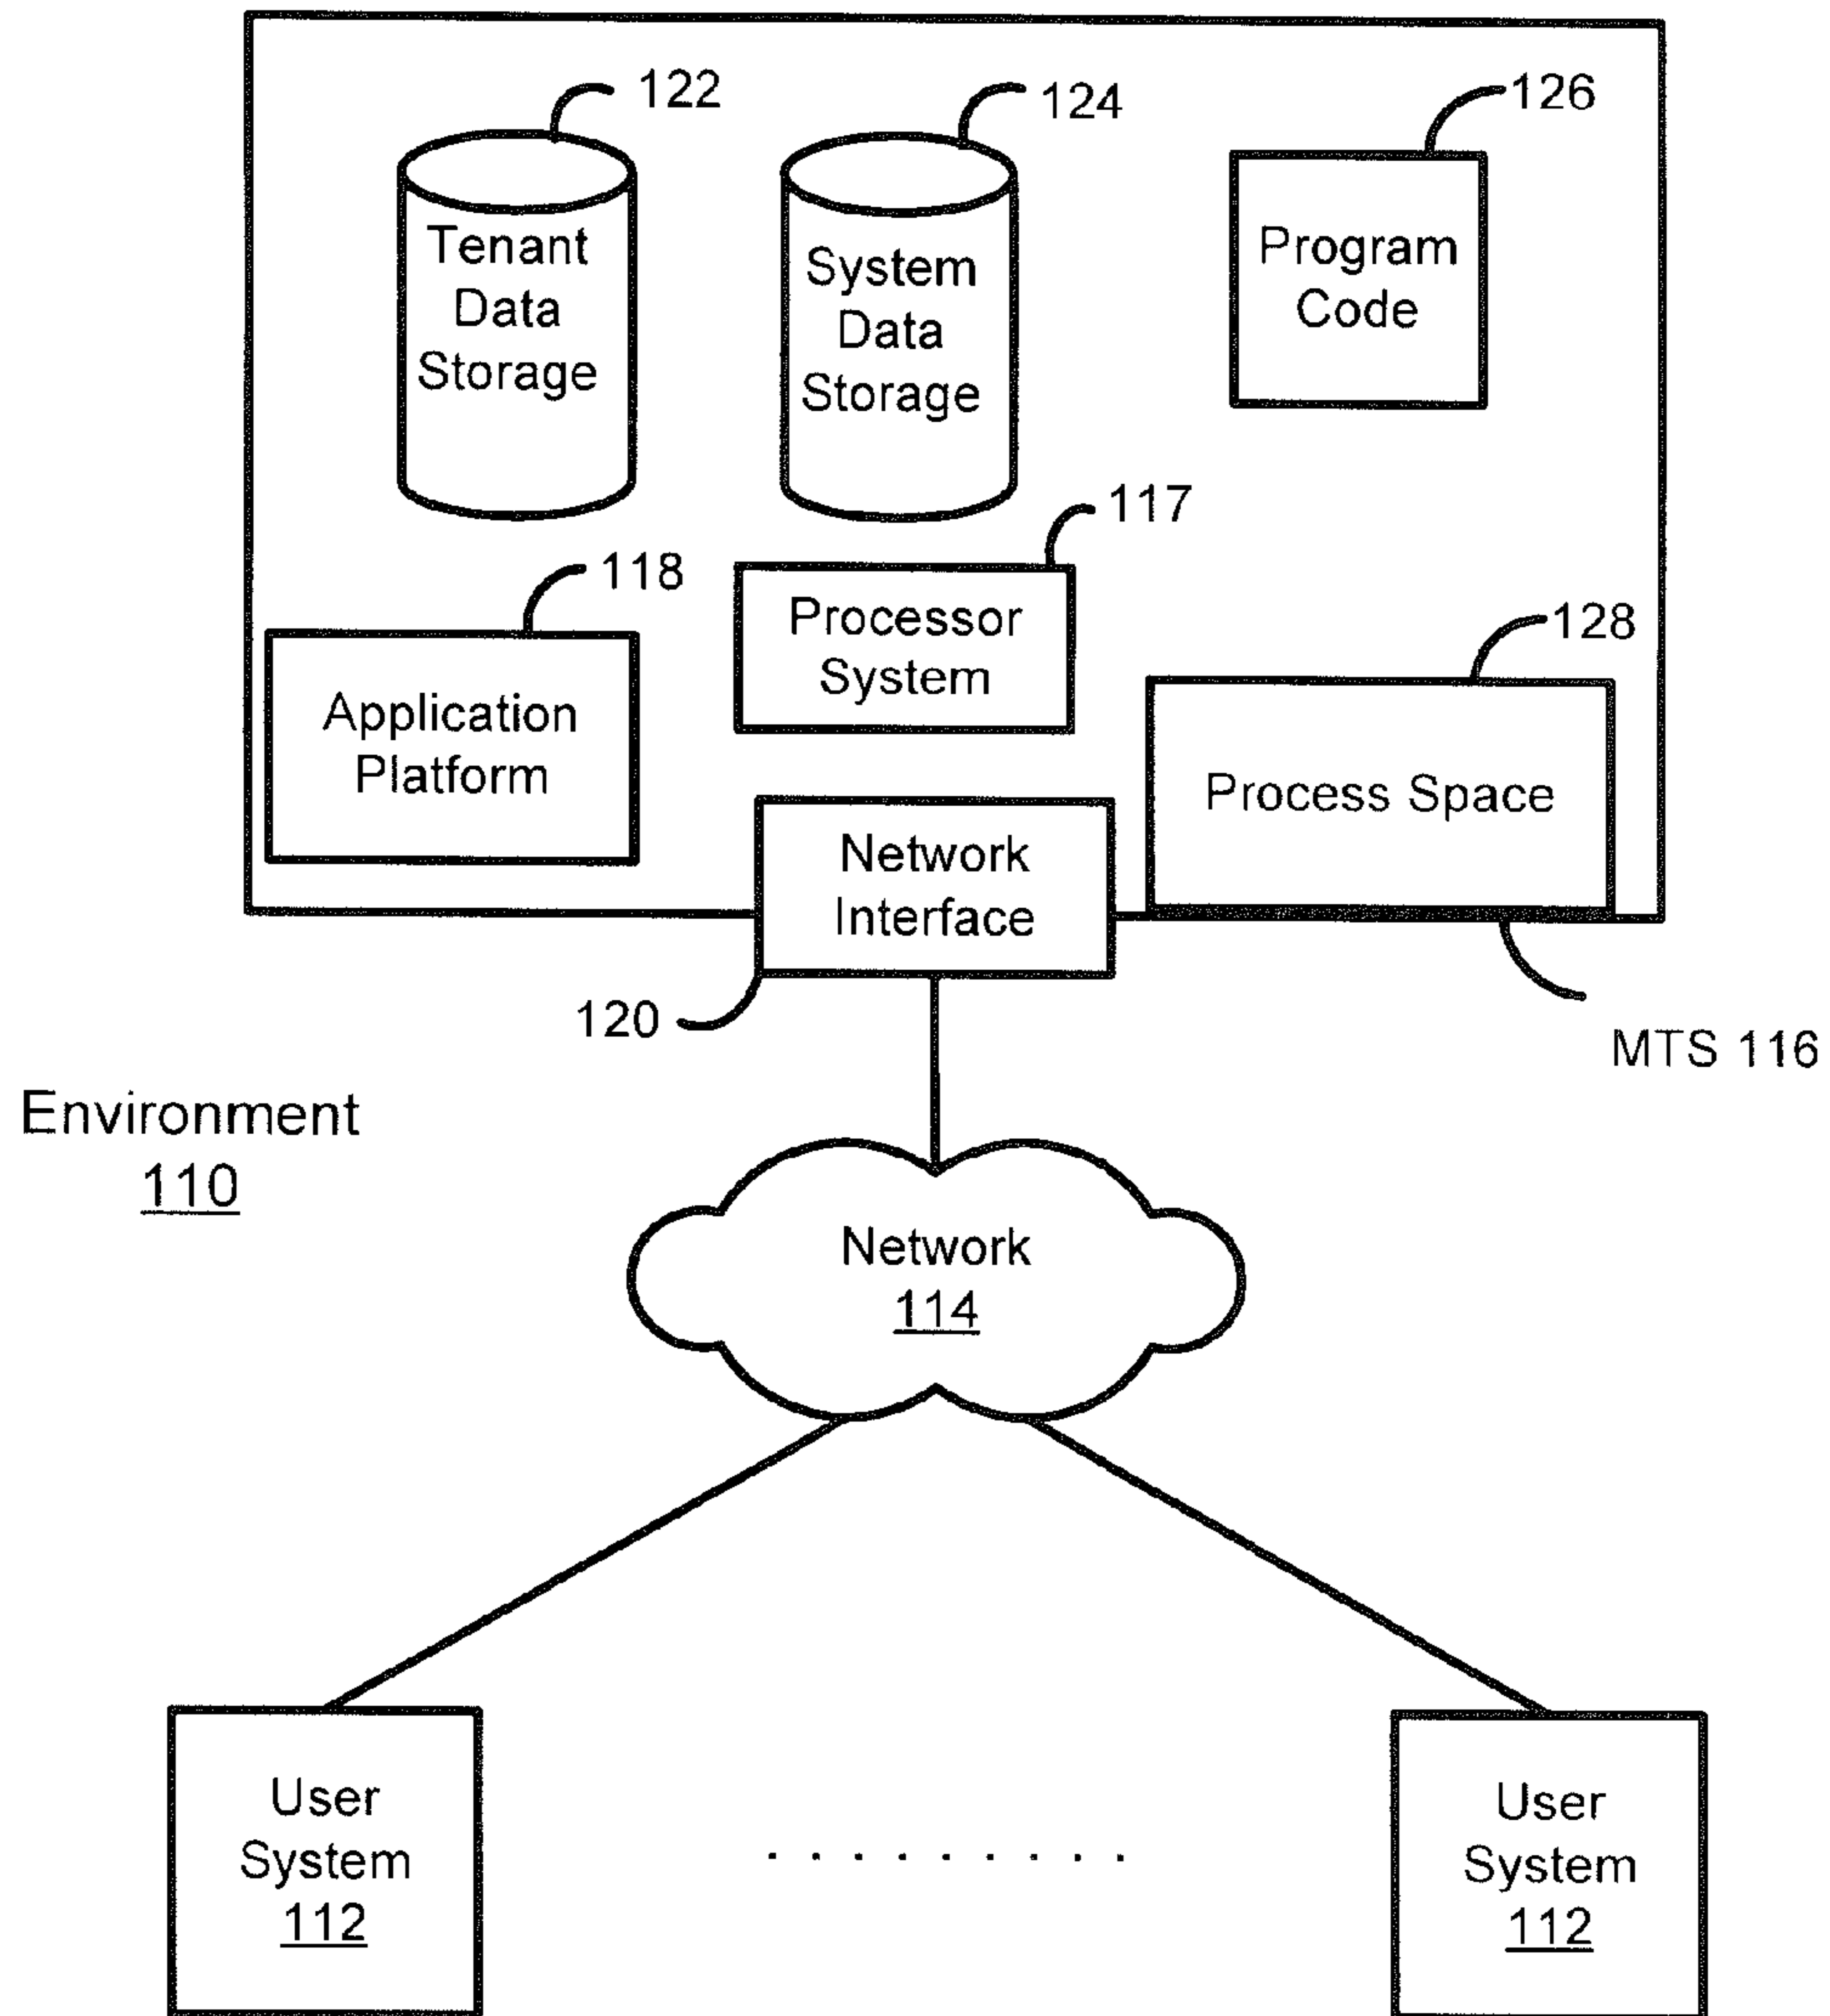 122
124
126
Tenant
Data
Storage
System
Data
Storage
Program
Code
117
118
Processor
System
128
Application
Platform
Process Space
Network
Interface
120
MTS 116
Environment
110
Network
114
User
System
112
. . . . . . . . .
User
System
112